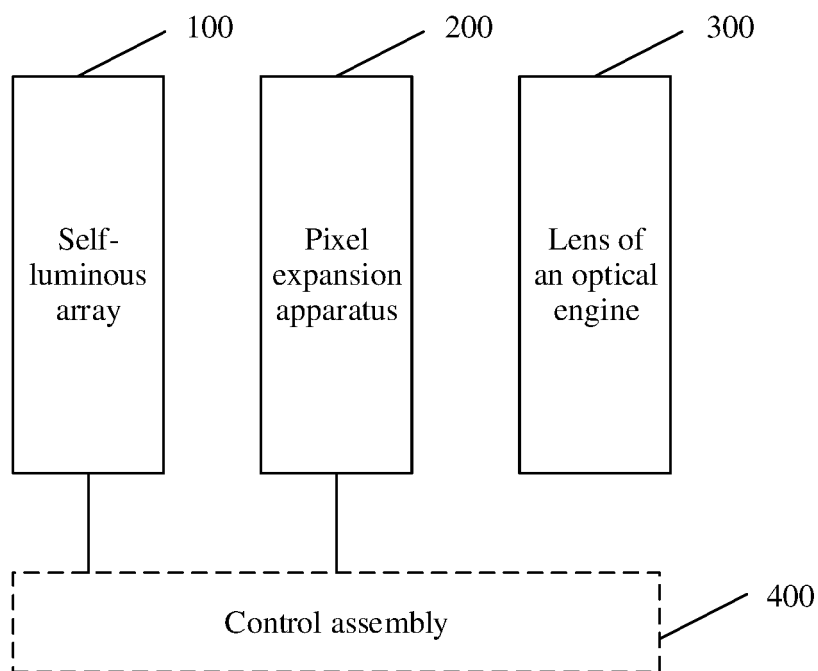 100
200
300
Self-
luminous
array
Pixel
expansion
apparatus
Lens of
an optical
engine
400
Control assembly